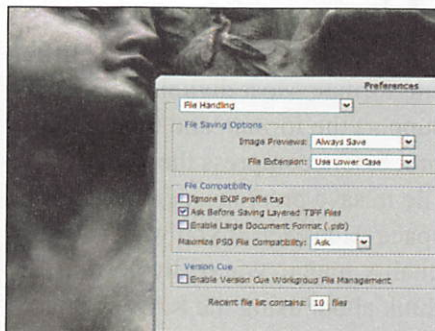 Preferences
File Handling
File Saving Options
Image Previews: Always Save
File Extension: Use Lower Case
File Compatibility
Ignore EXIF profile tag
Ask Before Saving Layered TIFF Files
Enable Large Document Format (.psb)
Maximize PSD File Compatibility: Ask
Version Cue
Enable Version Cue Workgroup File Management
Recent file list contains: 10 files